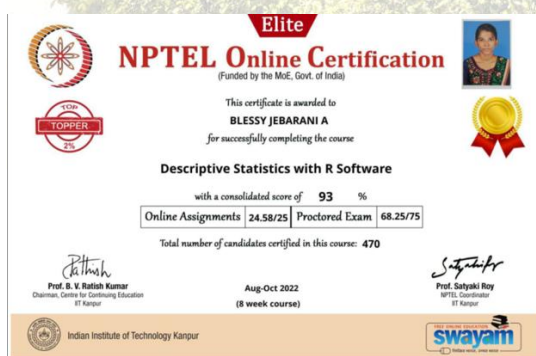 Elite
NPTEL Online Certification
(Funded by the MoE, Govt. of India)
This certificate is awarded to
BLESSY JEBARANI A
for successfully completing the course
TOP
TOPPER
2%
Descriptive Statistics with R Software
with a consolidated score of 93 %
Online Assignments 24.58/25 Proctored Exam 68.25/75
Total number of candidates certified in this course: 470
Prof. B. V. Ratish Kumar
Chairman, Centre for Continuing Education
IIT Kanpur
Aug-Oct 2022
(8 week course)
Prof. Satyaki Roy
NPTEL Coordinator
IIT Kanpur
Indian Institute of Technology Kanpur
FREE ONLINE EDUCATION
swayam